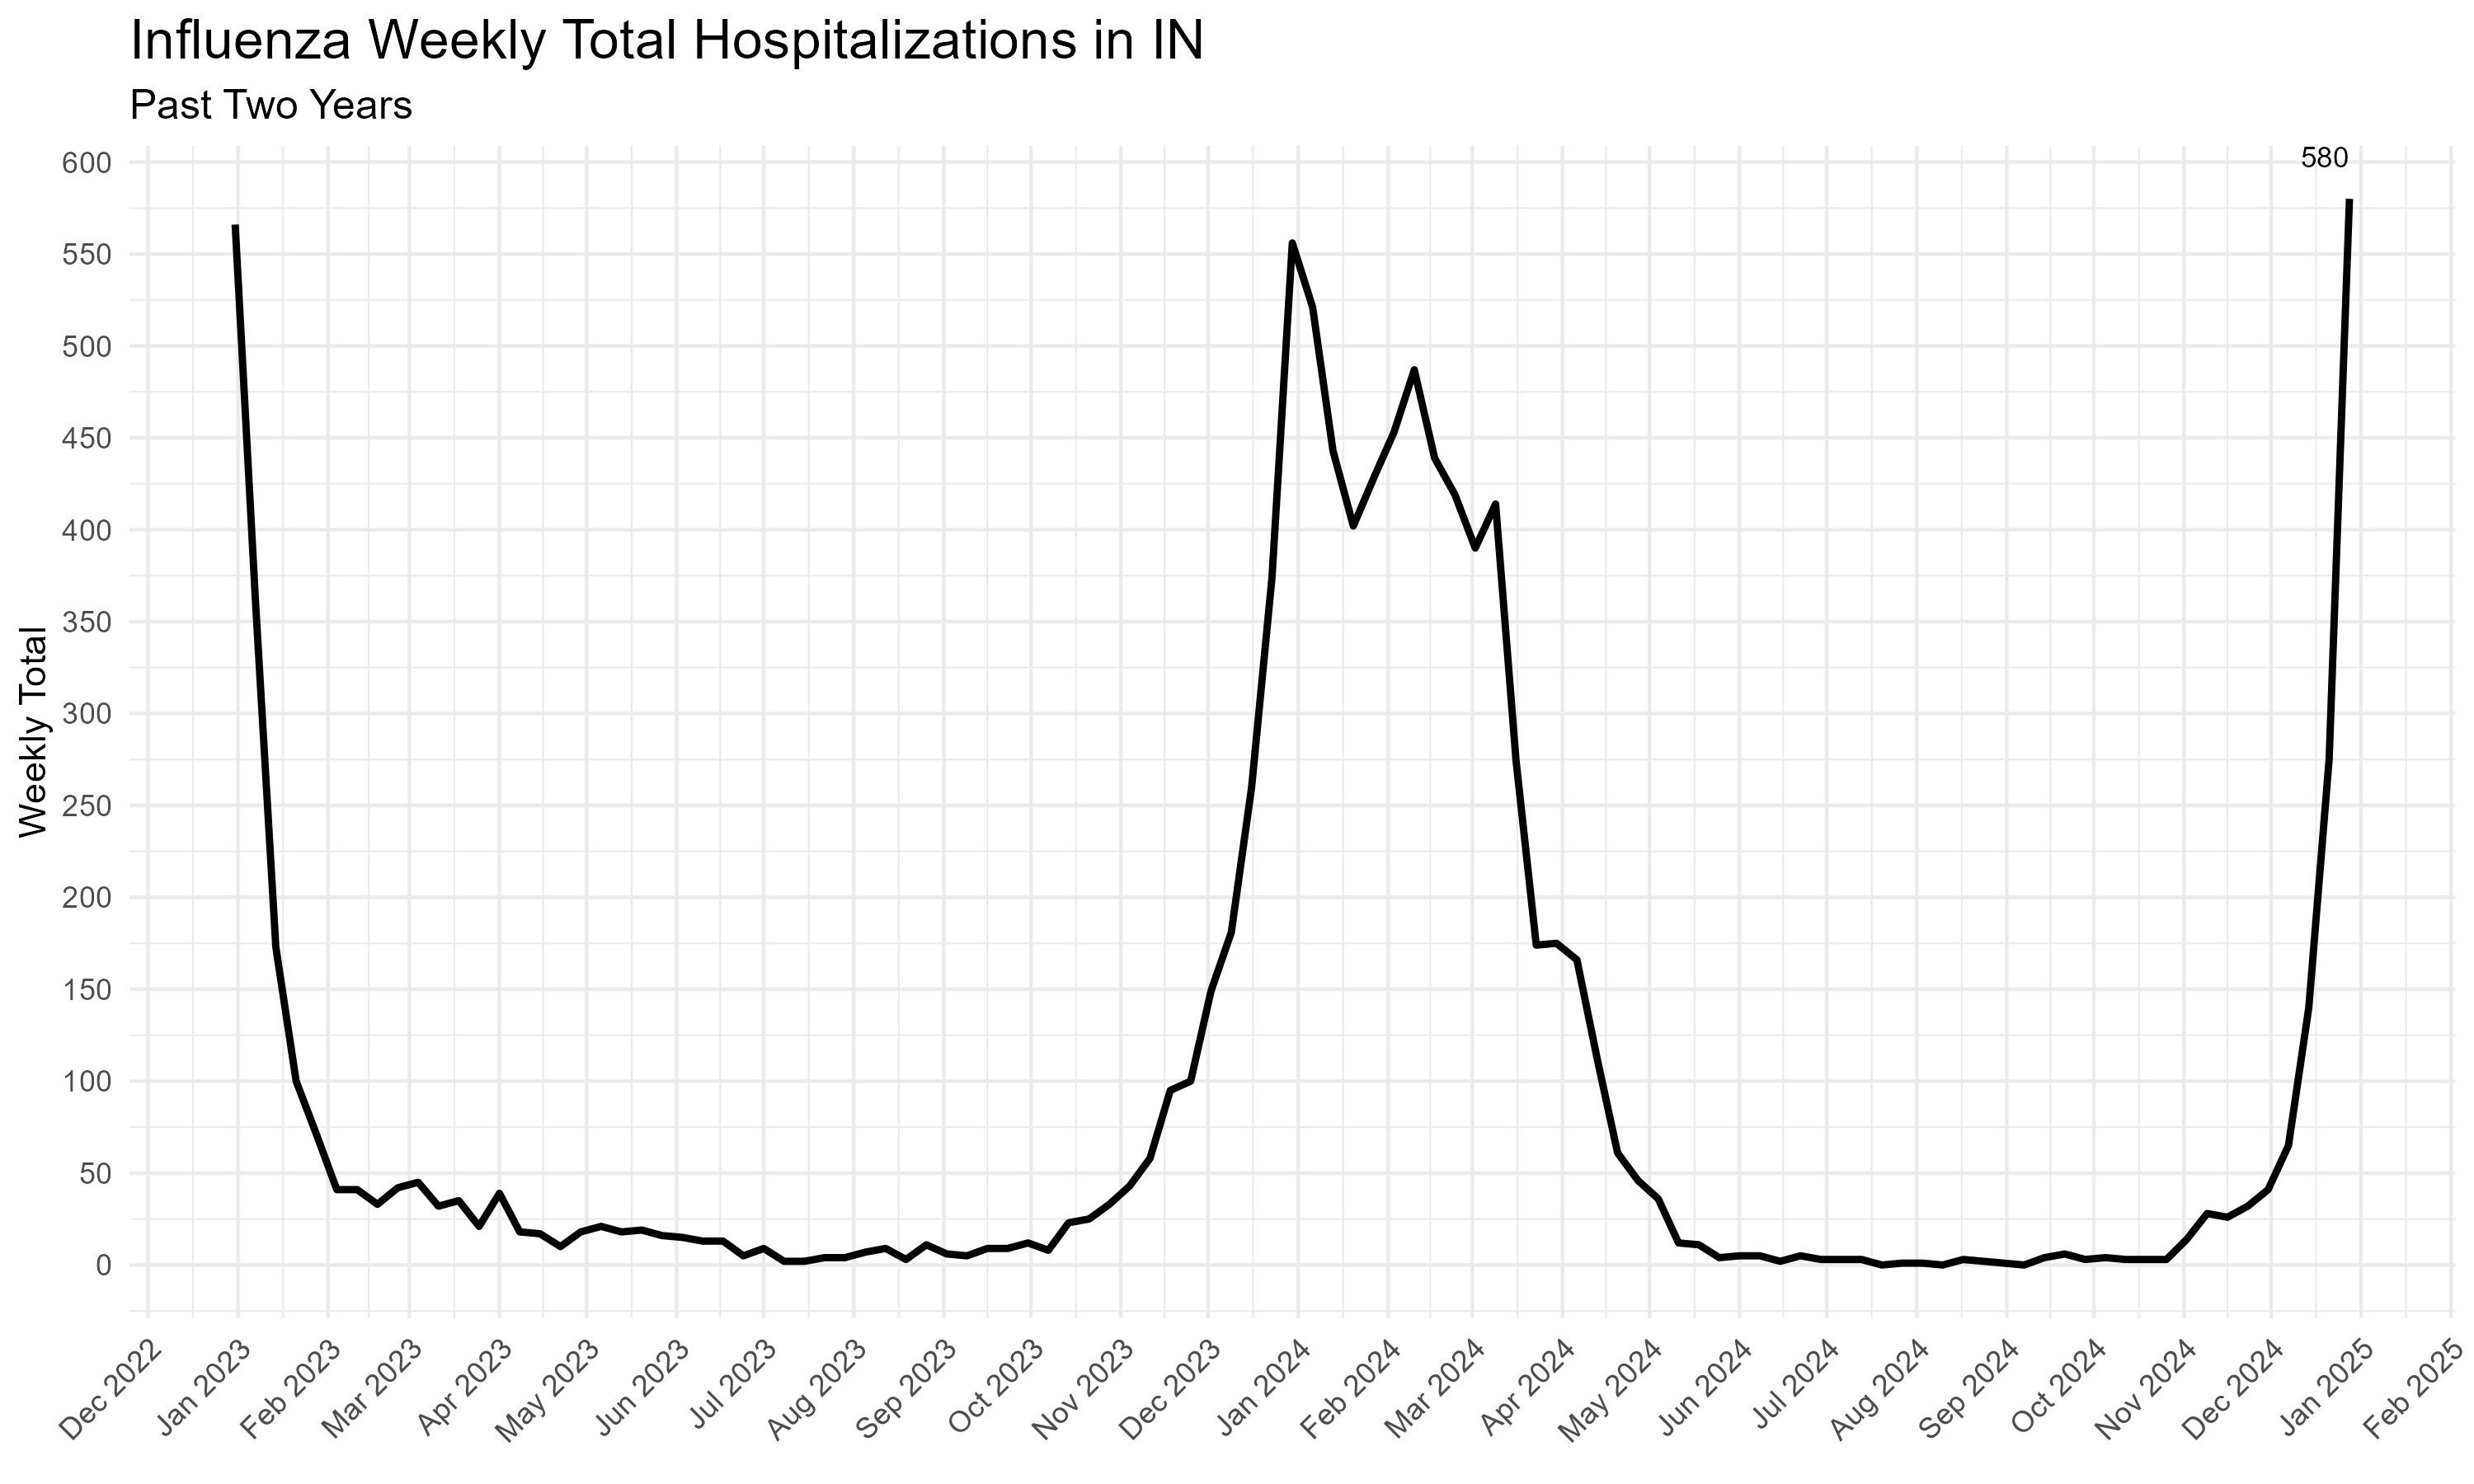 Influenza Weekly Total Hospitalizations in IN
Past Two Years
580
Weekly Total
600
550
500
450
400
350
300
250
200
150
100
50
0
Dec 2022
Jan 2023
Feb 2023
Mar 2023
Apr 2023
May 2023
Jun 2023
Jul 2023
Aug 2023
Sep 2023
Oct 2023
Nov 2023
Dec 2023
Jan 2024
Feb 2024
Mar 2024
Apr 2024
May 2024
Jun 2024
Jul 2024
Aug 2024
Sep 2024
Oct 2024
Nov 2024
Dec 2024
Jan 2025
Feb 2025